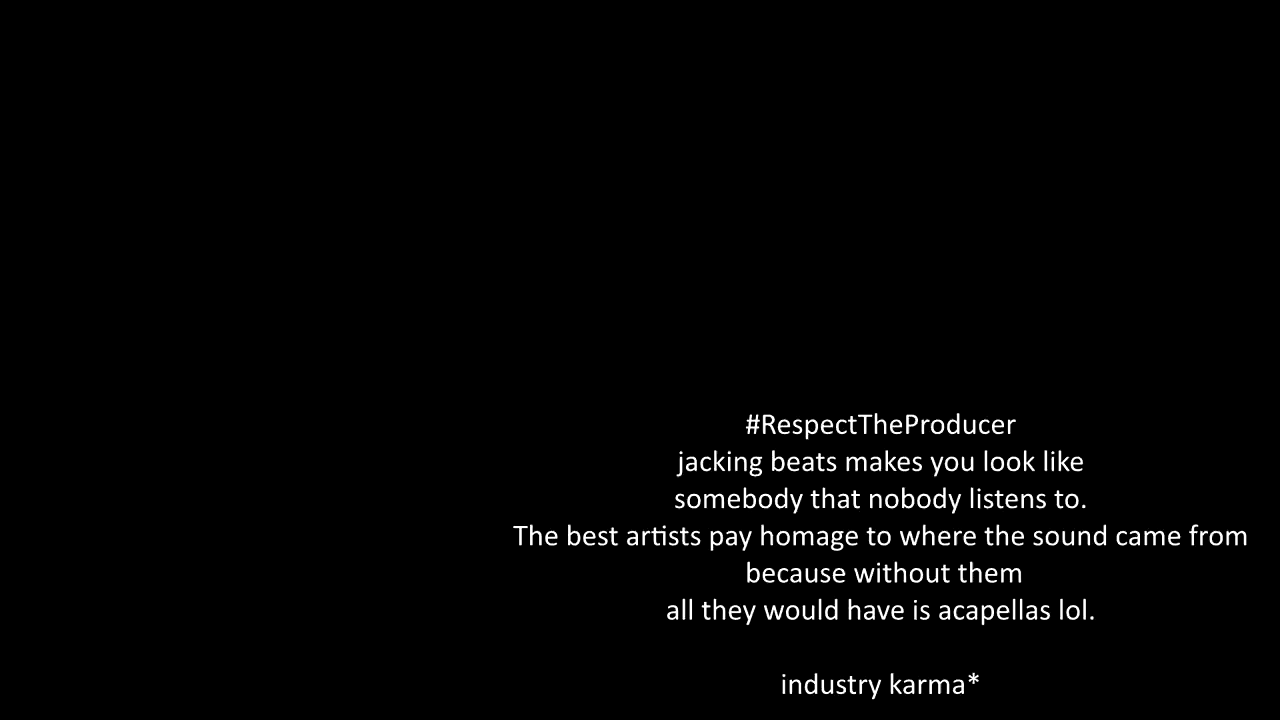 #RespectTheProducer
jacking beats makes you look like
somebody that nobody listens to.
The best artists pay homage to where the sound came from
because without them
all they would have is acapellas lol.
industry karma*